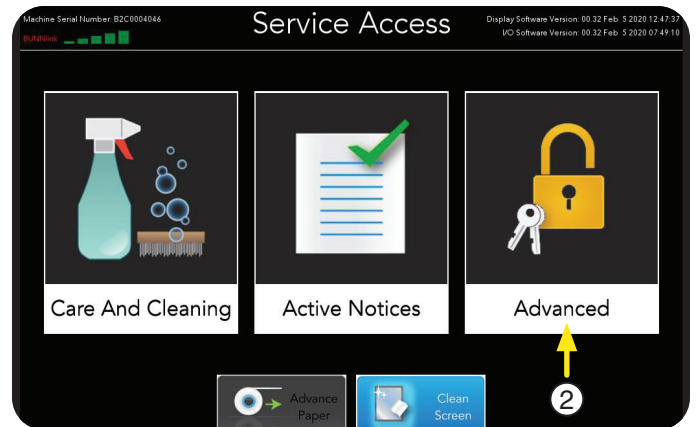 Machine Serial Number: B2C0004046
Service Access
Display Software Version: 00.32 Feb 5 2020 12:47:37
BUNNlink
I/O Software Version: 00.32 Feb 5 2020 07:49:10
Care And Cleaning
Active Notices
Advanced
Advance
Paper
Clean
Screen
2